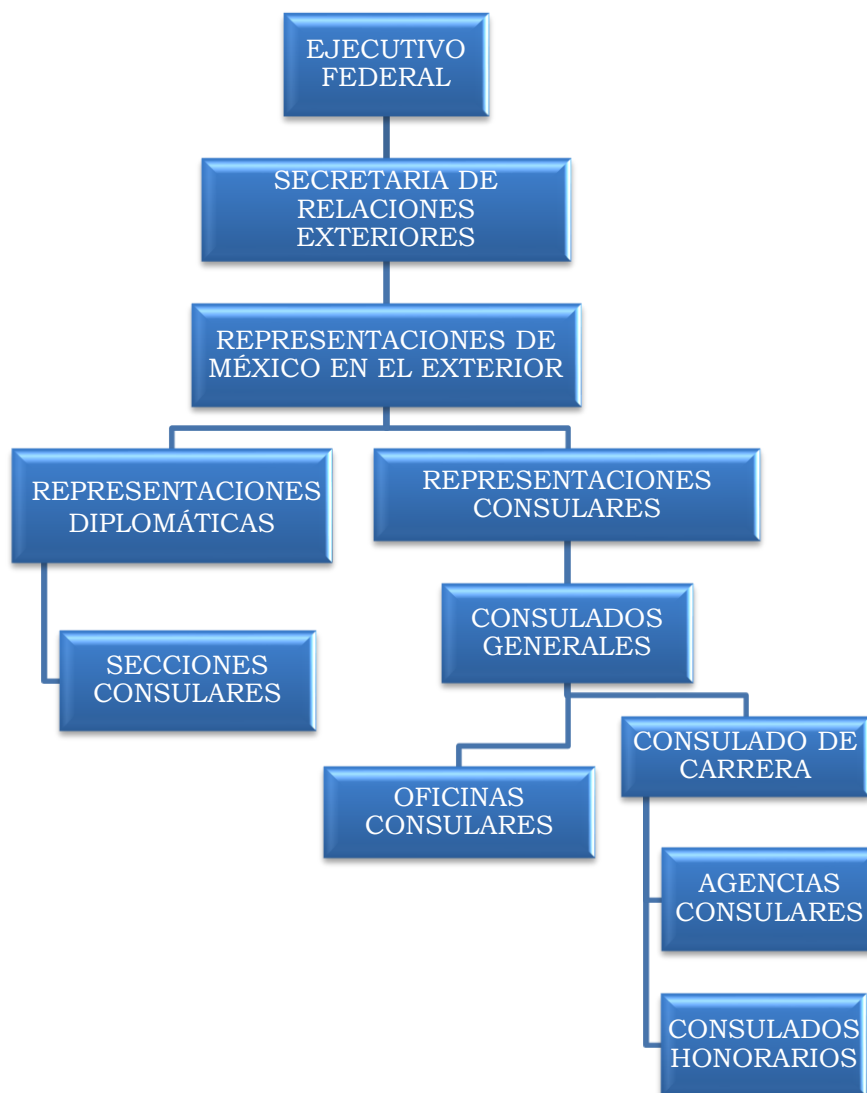 EJECUTIVO
FEDERAL
SECRETARIA DE
RELACIONES
EXTERIORES
REPRESENTACIONES DE
MÉXICO EN EL EXTERIOR
REPRESENTACIONES
DIPLOMÁTICAS
REPRESENTACIONES
CONSULARES
SECCIONES
CONSULARES
CONSULADOS
GENERALES
OFICINAS
CONSULARES
CONSULADO DE
CARRERA
AGENCIAS
CONSULARES
CONSULADOS
HONORARIOS